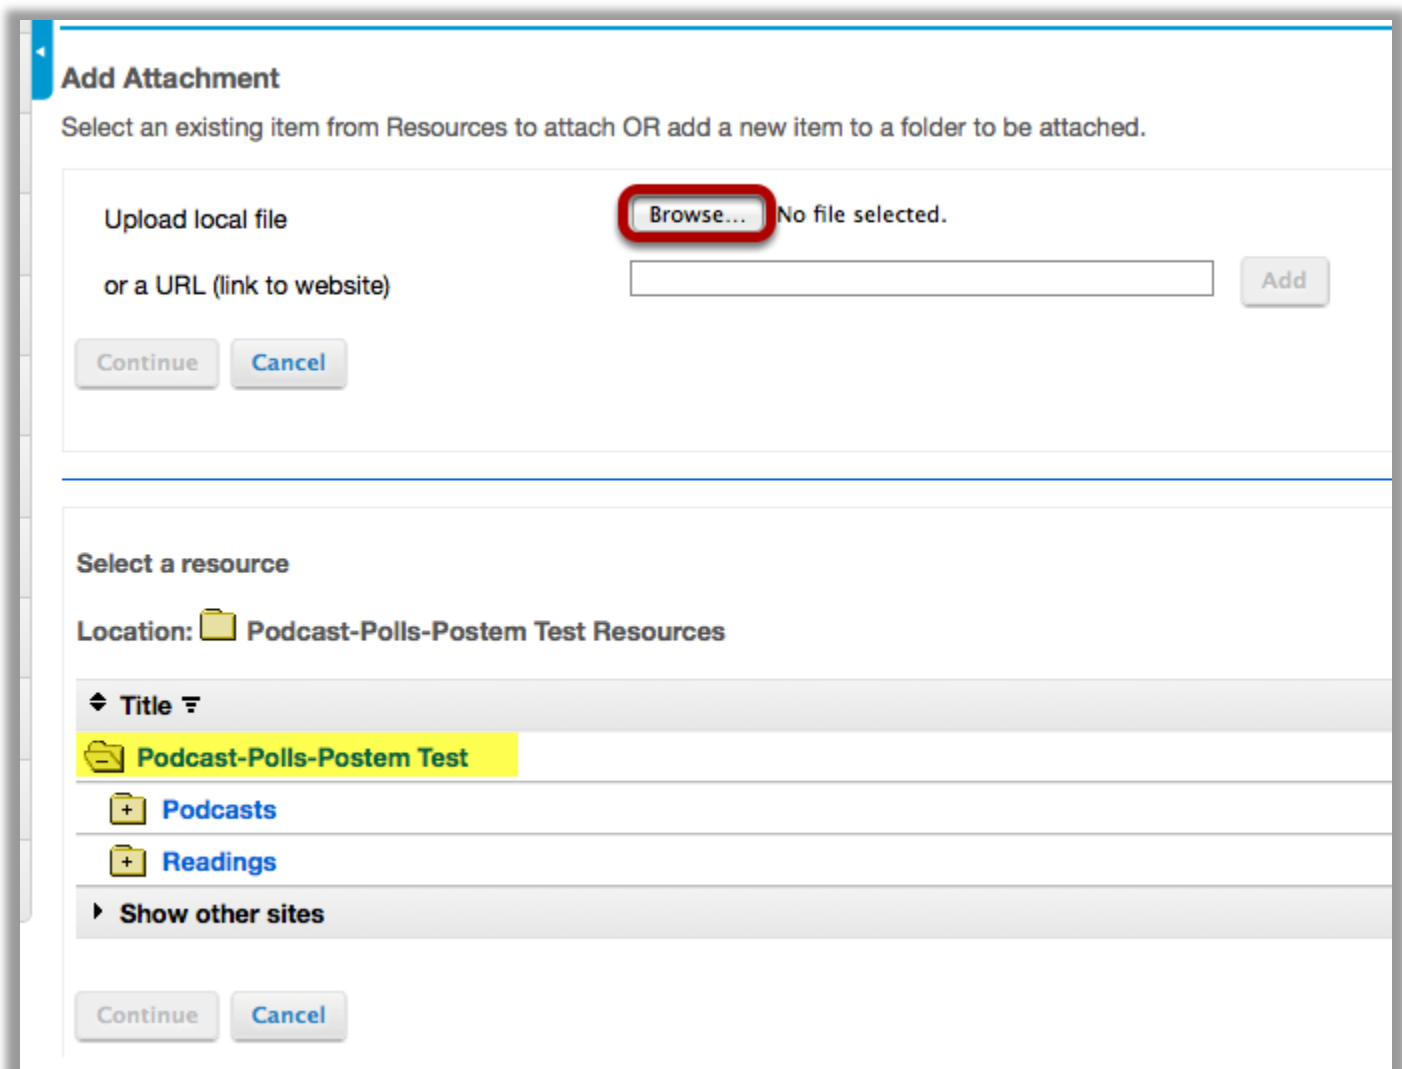 Add Attachment
Select an existing item from Resources to attach OR add a new item to a folder to be attached.
Upload local file Browse... No file selected.
or a URL (link to website) Add
Continue Cancel
Select a resource
Location: Podcast-Polls-Postem Test Resources
Title
Podcast-Polls-Postem Test
Podcasts
Readings
Show other sites
Continue Cancel